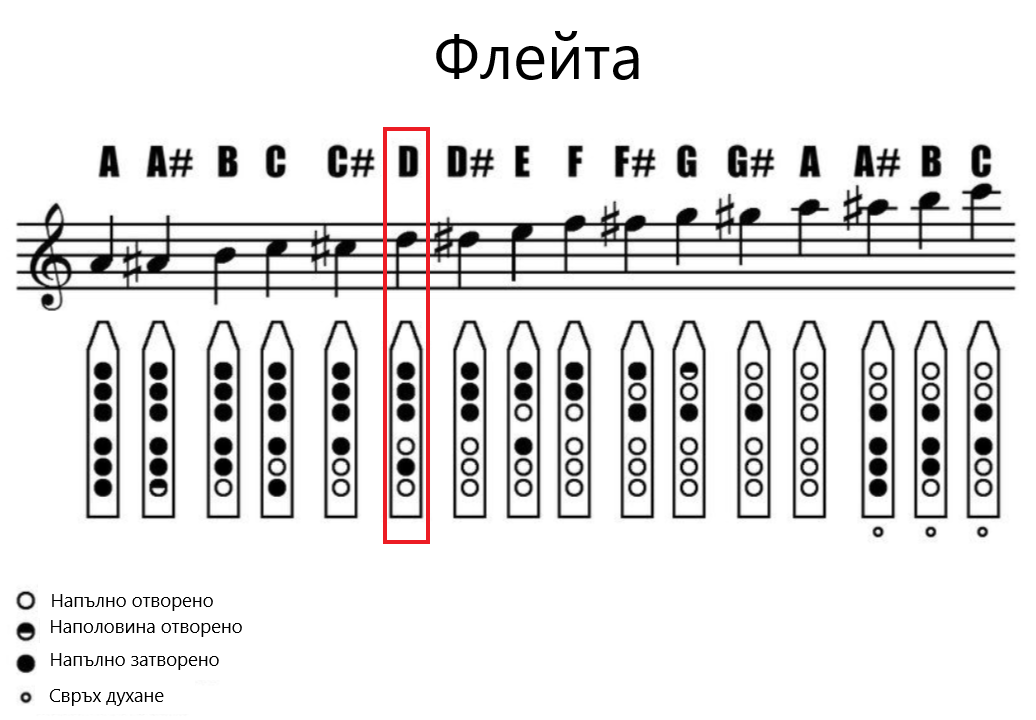 Флейта
A A# B C C# D D# E F F# G G# A A# B C
Напълно отворено
Наполовина отворено
Напълно затворено
Свръх духане